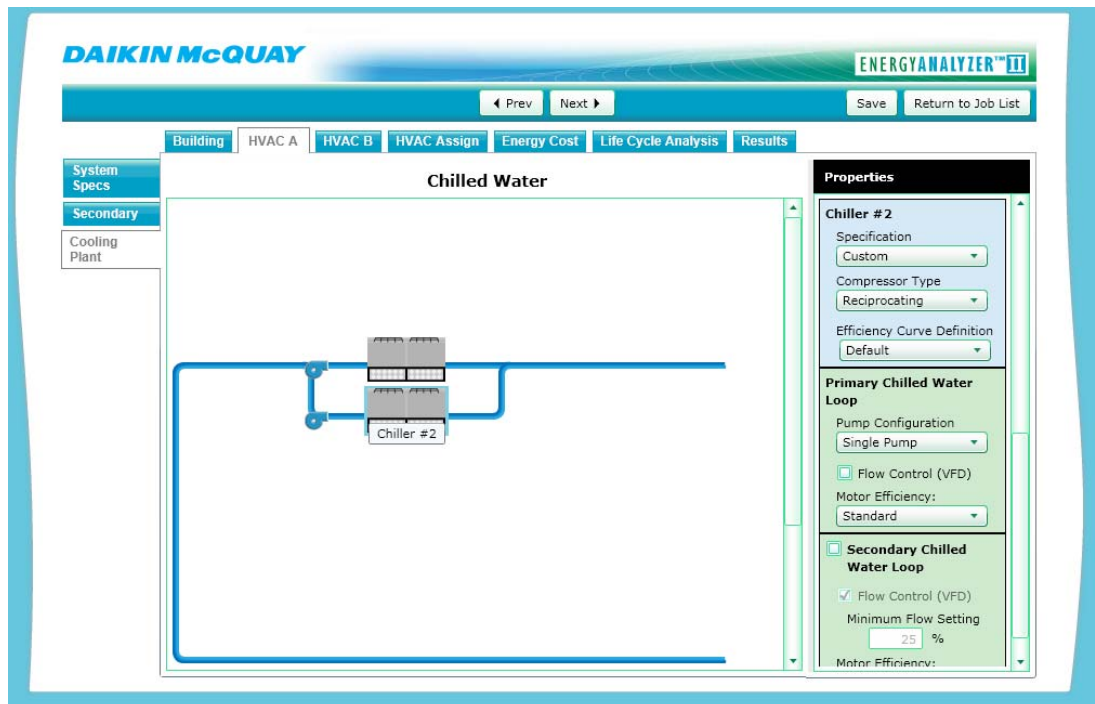 DAIKIN McQUAY
ENERGYANALYZER™II
Prev
Next
Save
Return to Job List
Building
HVAC A
HVAC B
HVAC Assign
Energy Cost
Life Cycle Analysis
Results
System
Specs
Secondary
Cooling
Plant
Chilled Water
Chiller #2
Properties
Chiller #2
Specification
Custom
Compressor Type
Reciprocating
Efficiency Curve Definition
Default
Primary Chilled Water
Loop
Pump Configuration
Single Pump
Flow Control (VFD)
Motor Efficiency:
Standard
Secondary Chilled
Water Loop
Flow Control (VFD)
Minimum Flow Setting
25 %
Motor Efficiency: